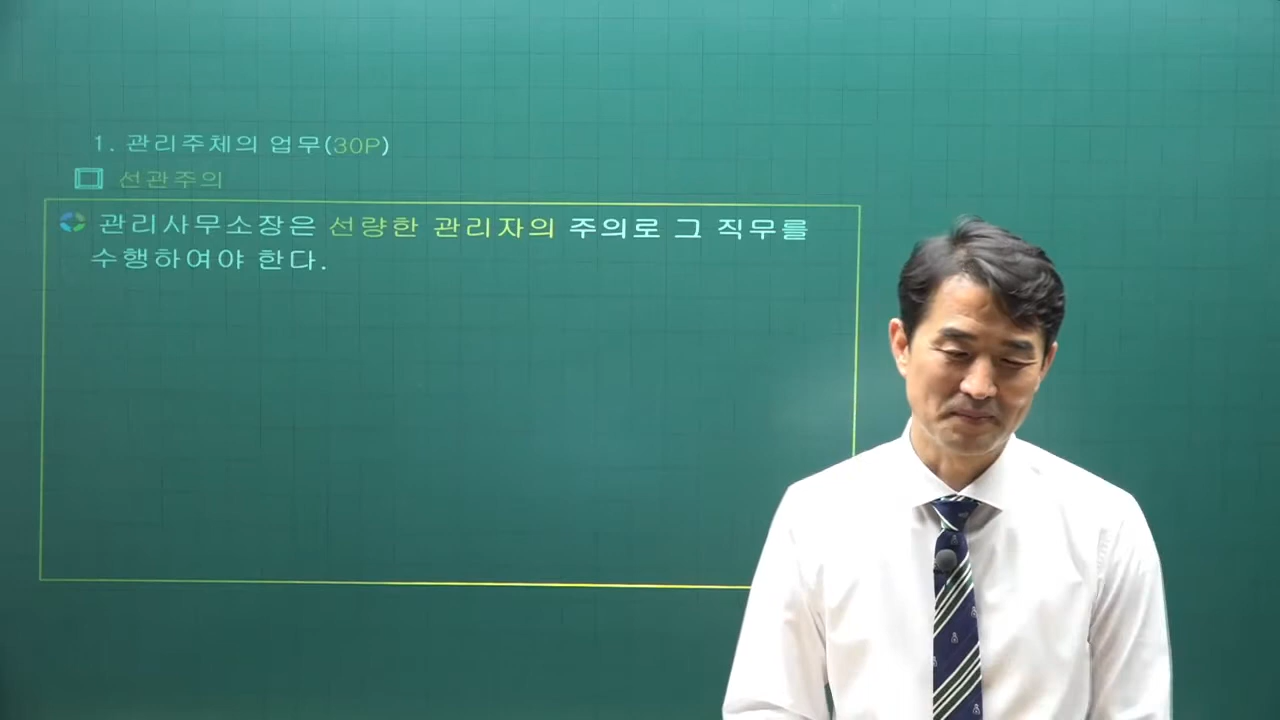 1. 관리주체의 업무(30P)
선관주의
관리사무소장은 선량한 관리자의 주의로 그 직무를
수행하여야 한다.